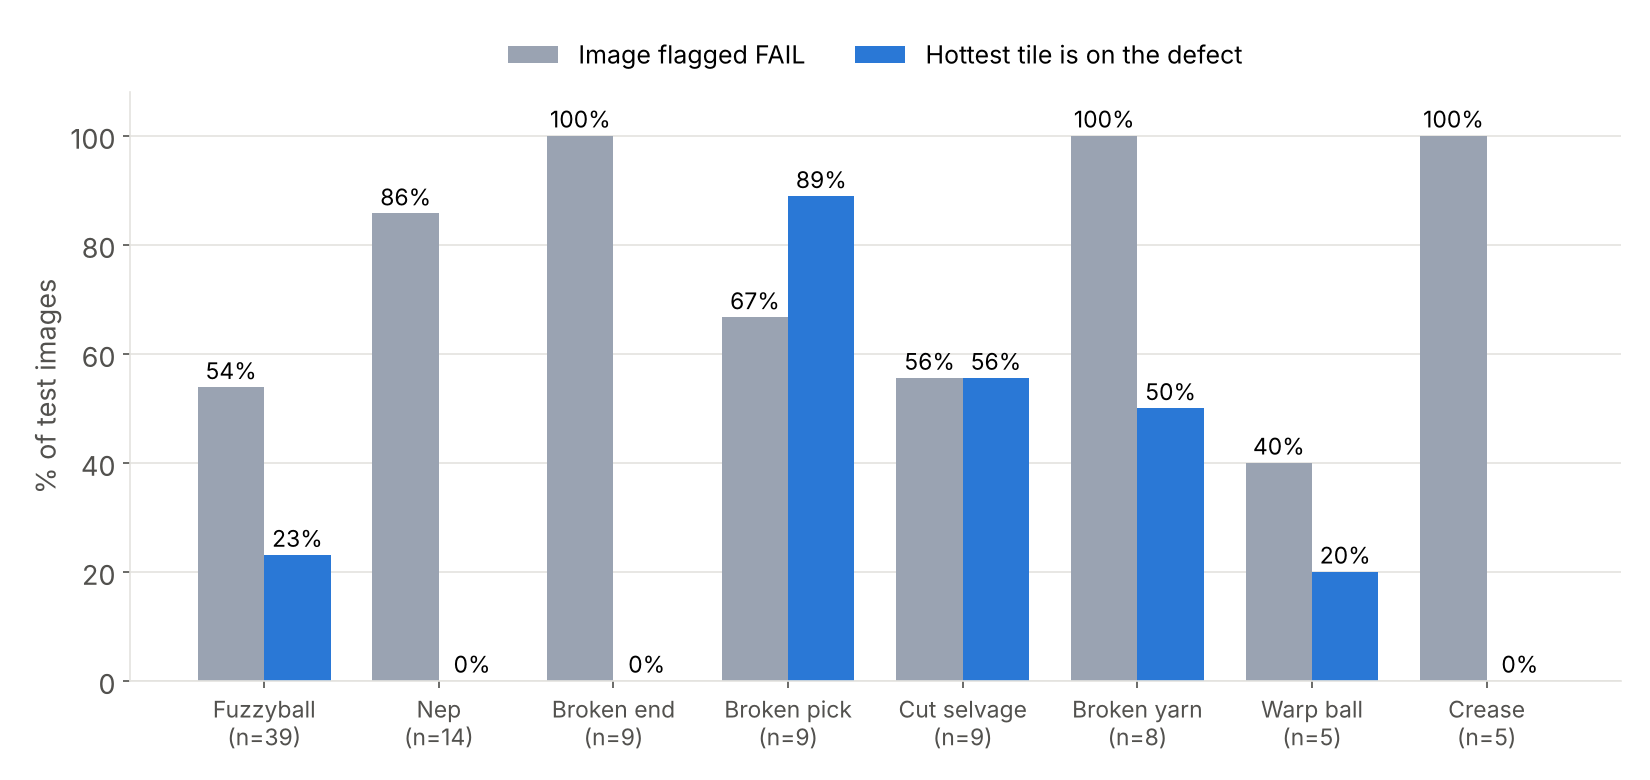 Image flagged FAIL
Hottest tile is on the defect
% of test images
100
80
60
40
20
0
54%
23%
86%
0%
100%
0%
67%
89%
56%
56%
100%
50%
40%
20%
100%
0%
Fuzzyball
(n=39)
Nep
(n=14)
Broken end
(n=9)
Broken pick
(n=9)
Cut selvage
(n=9)
Broken yarn
(n=8)
Warp ball
(n=5)
Crease
(n=5)